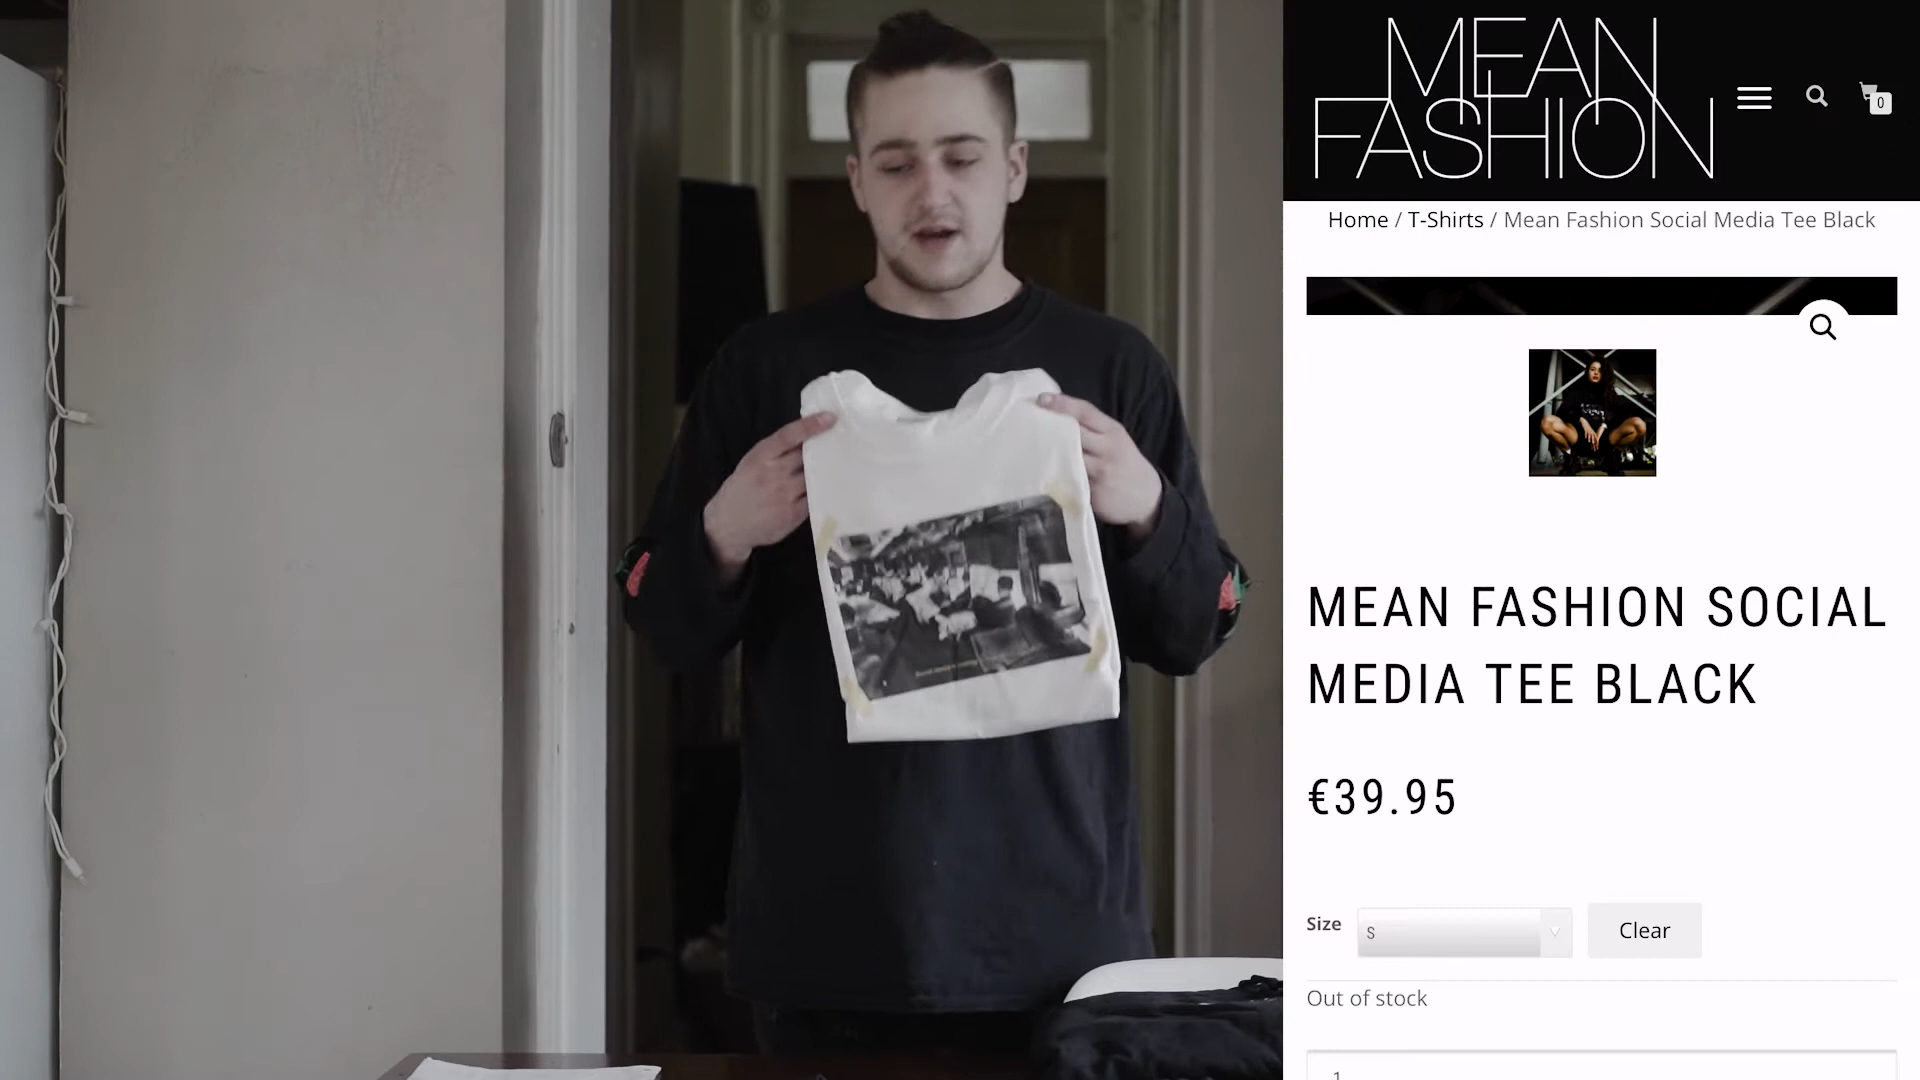 MEAN
FASHION
0
Home / T-Shirts / Mean Fashion Social Media Tee Black
MEAN FASHION SOCIAL
MEDIA TEE BLACK
€39.95
Size
S
Clear
Out of stock
1